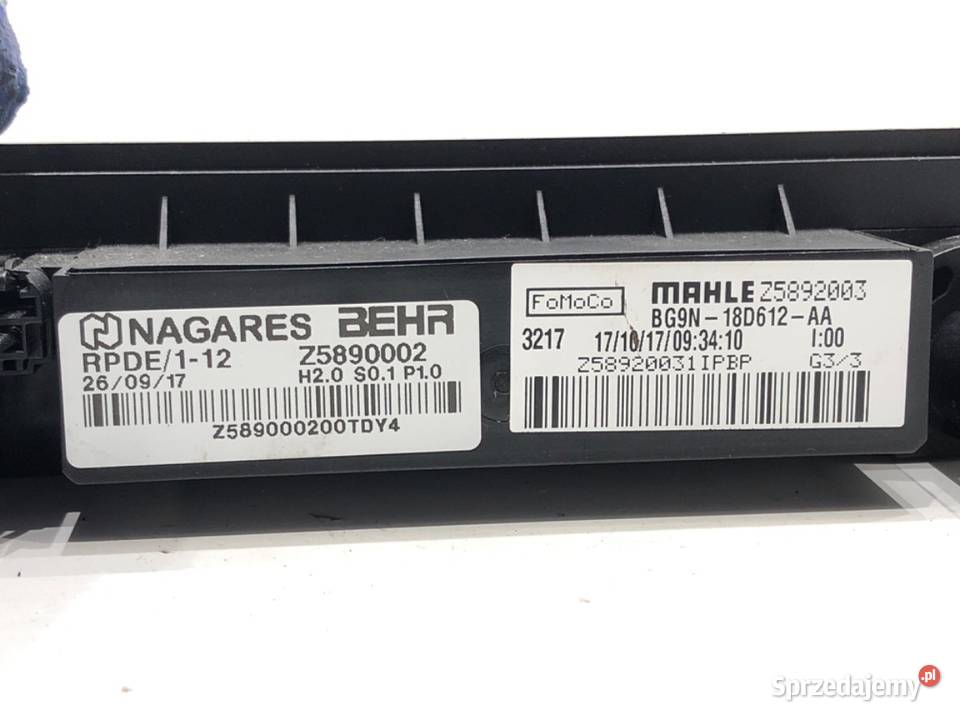 NAGARES BEHR
RPDE/1-12 Z5890002
26/09/17 H2.0 S0.1 P1.0
Z589000200TDY4
FoMoCo MAHLE Z5892003
BG9N-18D612-AA
3217 17/10/17/09:34:10 I:00
Z58920031IPBP G3/3
Sprzedajemy.pl